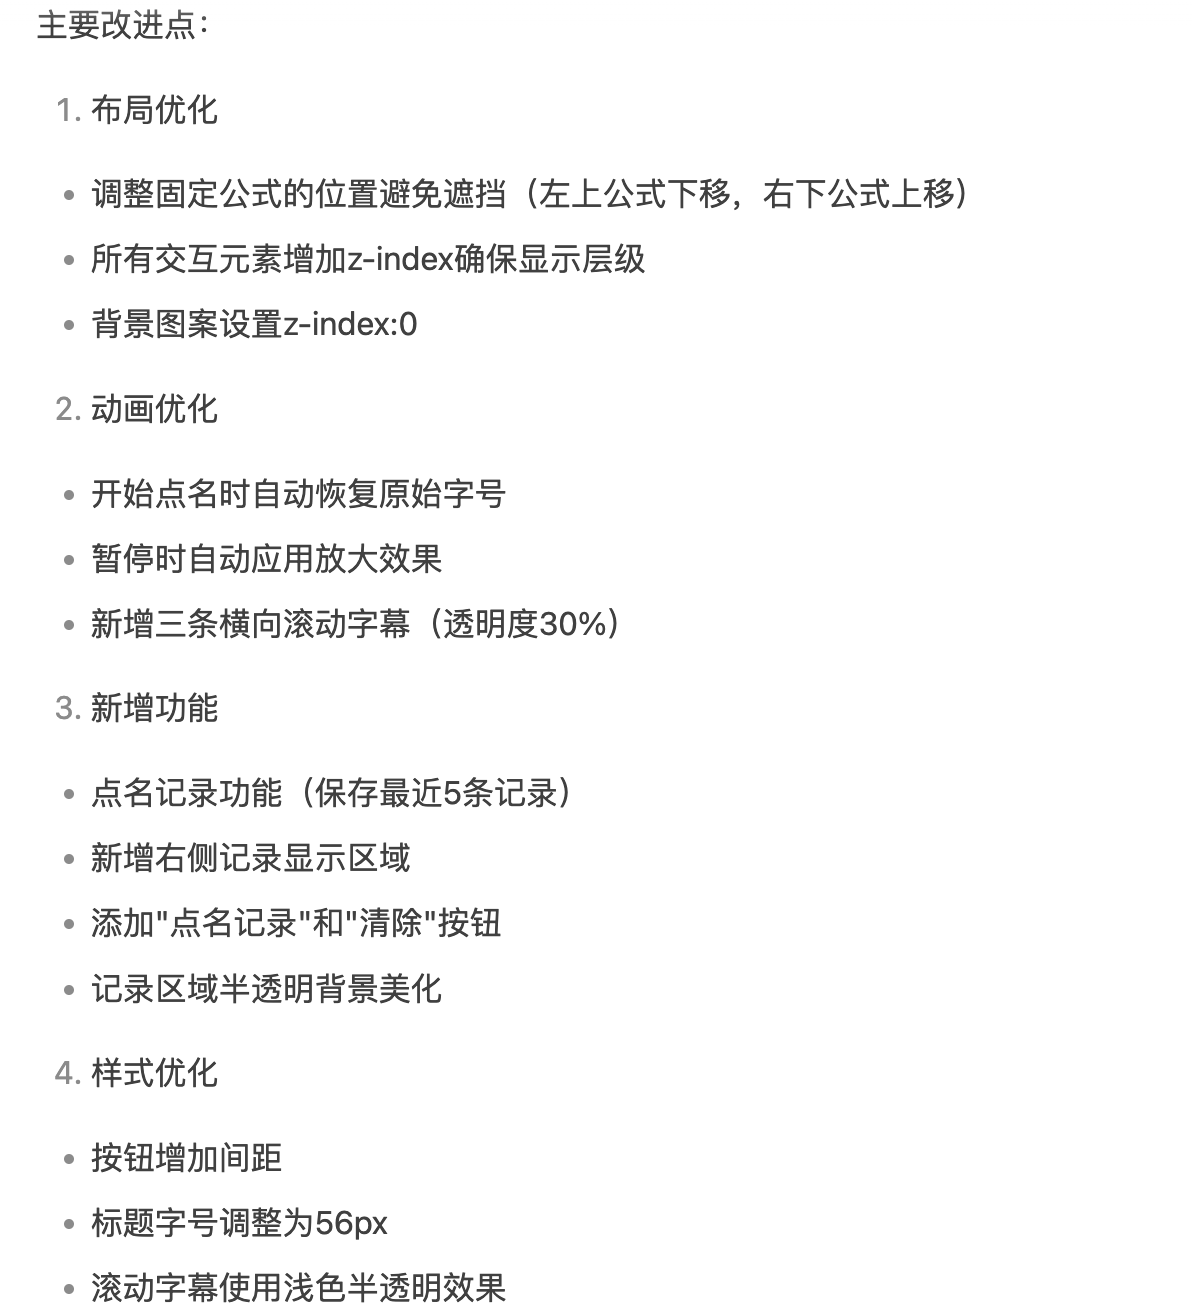 主要改进点：
1. 布局优化
• 调整固定公式的位置避免遮挡（左上公式下移，右下公式上移）
• 所有交互元素增加z-index确保显示层级
• 背景图案设置z-index:0
2. 动画优化
• 开始点名时自动恢复原始字号
• 暂停时自动应用放大效果
• 新增三条横向滚动字幕（透明度30%）
3. 新增功能
• 点名记录功能（保存最近5条记录）
• 新增右侧记录显示区域
• 添加"点名记录"和"清除"按钮
• 记录区域半透明背景美化
4. 样式优化
• 按钮增加间距
• 标题字号调整为56px
• 滚动字幕使用浅色半透明效果